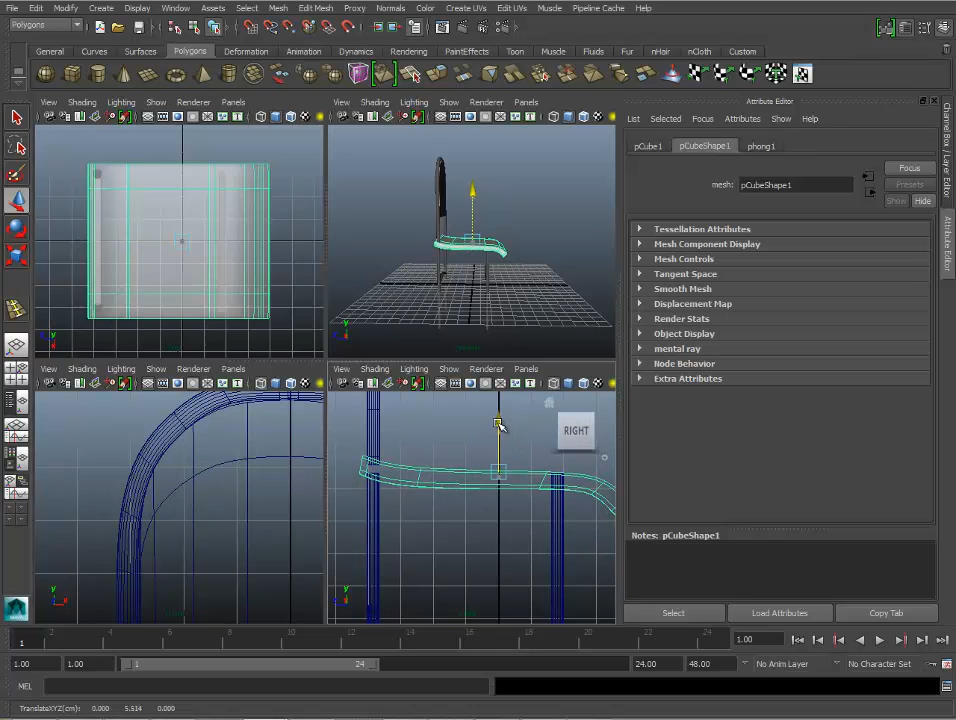 File Edit Modify Create Display Window Assets Select Mesh Edit Mesh Proxy Normals Color Create UVs Edit UVs Muscle Pipeline Cache Help
Polygons
General Curves Surfaces Polygons Deformation Animation Dynamics Rendering PaintEffects Toon Muscle Fluids Fur nHair nCloth Custom
View Shading Lighting Show Renderer Panels
View Shading Lighting Show Renderer Panels
Attribute Editor
List Selected Focus Attributes Show Help
pCube1 pCubeShape1 phong1
Focus
mesh: pCubeShape1 Presets
Show Hide
Tessellation Attributes
Mesh Component Display
Mesh Controls
Tangent Space
Smooth Mesh
Displacement Map
Render Stats
Object Display
mental ray
Node Behavior
Extra Attributes
Channel Box / Layer Editor
Attribute Editor
View Shading Lighting Show Renderer Panels
View Shading Lighting Show Renderer Panels
RIGHT
y
Notes: pCubeShape1
Select Load Attributes Copy Tab
1 2 4 6 8 10 12 14 16 18 20 22 24 1.00
1.00 1.00 1 24 24.00 48.00 No Anim Layer No Character Set
MEL
TranslateXYZ(cm): 0.000 5.514 0.000